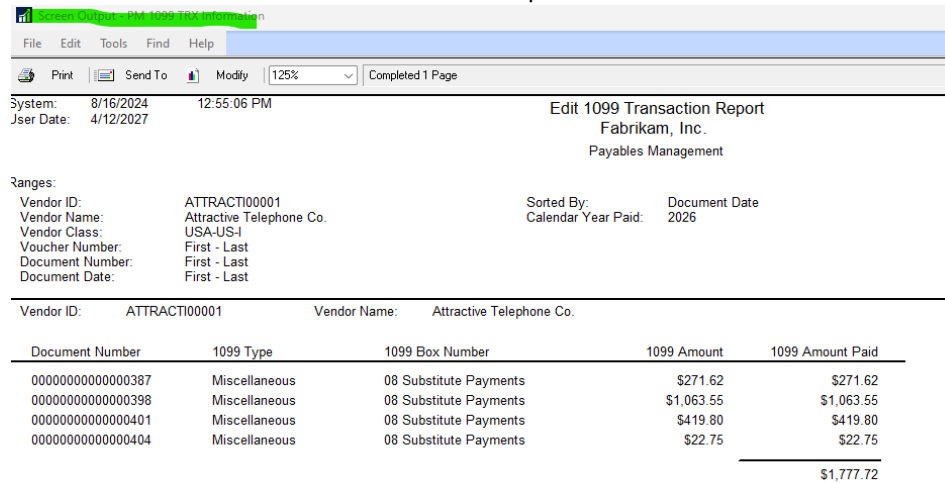 Screen Output - PM 1099 TRX Information
File Edit Tools Find Help
Print Send To Modify 125% Completed 1 Page
System: 8/16/2024 12:55:06 PM Edit 1099 Transaction Report
User Date: 4/12/2027 Fabrikam, Inc.
Payables Management
Ranges:
Vendor ID: ATTRACTI00001 Sorted By: Document Date
Vendor Name: Attractive Telephone Co. Calendar Year Paid: 2026
Vendor Class: USA-US-I
Voucher Number: First - Last
Document Number: First - Last
Document Date: First - Last
Vendor ID: ATTRACTI00001 Vendor Name: Attractive Telephone Co.
Document Number 1099 Type 1099 Box Number 1099 Amount 1099 Amount Paid
00000000000000387 Miscellaneous 08 Substitute Payments $271.62 $271.62
00000000000000398 Miscellaneous 08 Substitute Payments $1,063.55 $1,063.55
00000000000000401 Miscellaneous 08 Substitute Payments $419.80 $419.80
00000000000000404 Miscellaneous 08 Substitute Payments $22.75 $22.75
$1,777.72